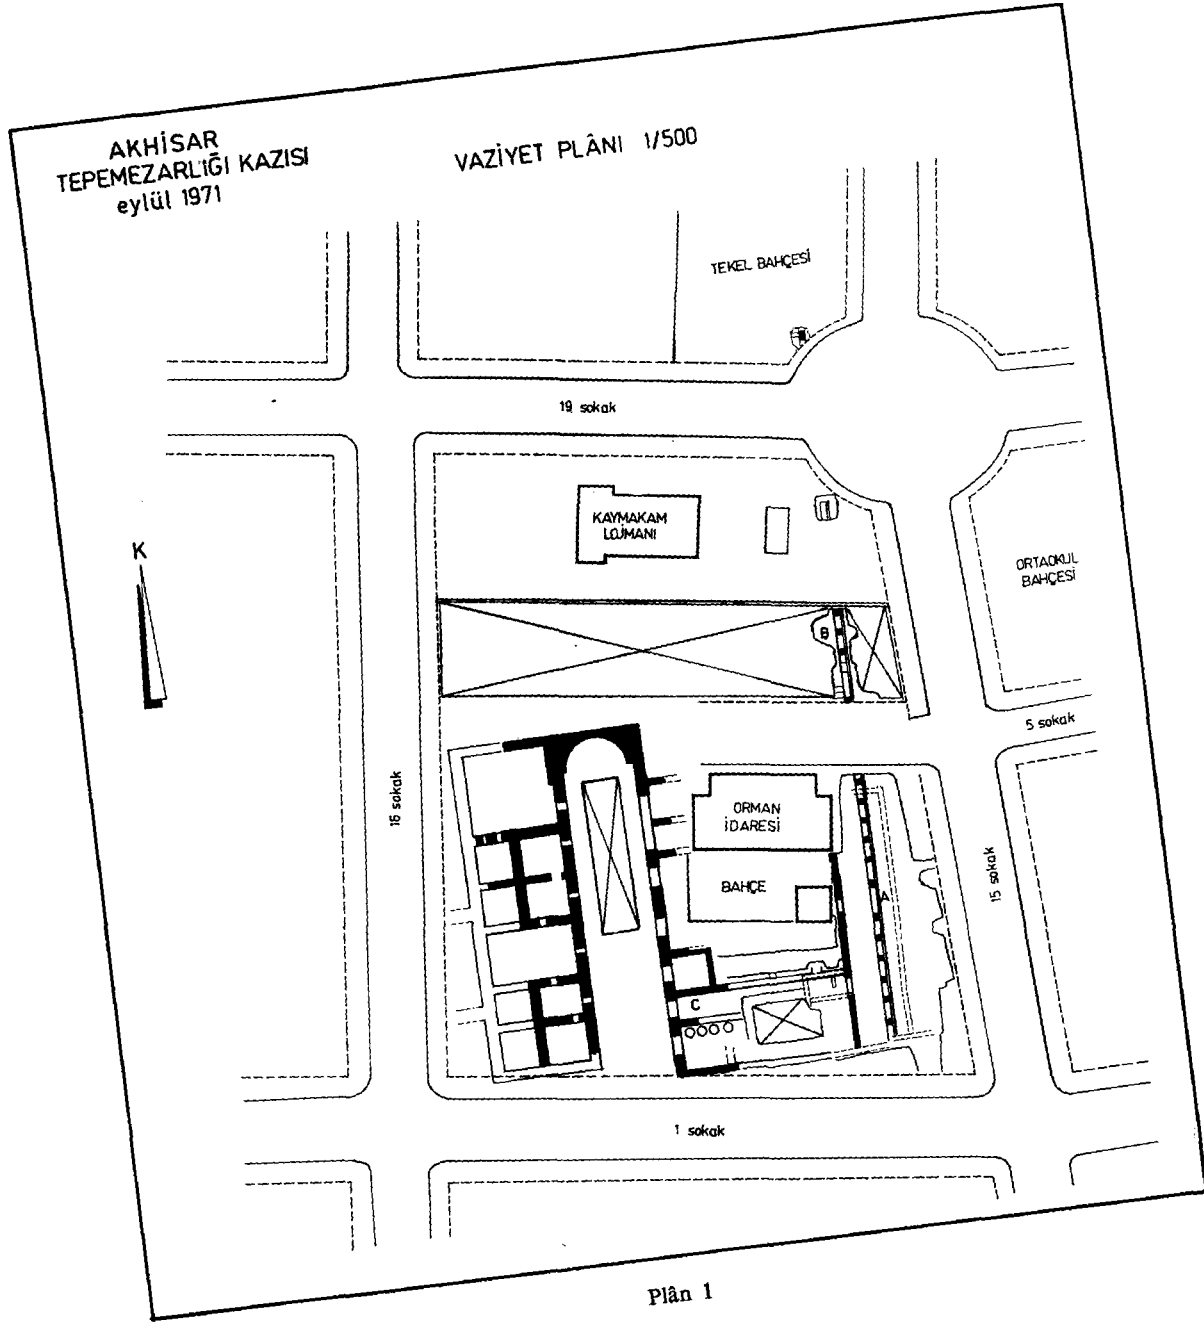 AKHİSAR
TEPEMEZARLIĞI KAZISI
eylül 1971
VAZİYET PLÂNI 1/500
TEKEL BAHÇESİ
19 sokak
KAYMAKAM
LOJMANI
K
ORTAOKUL
BAHÇESİ
B
5 sokak
16 sokak
ORMAN
İDARESİ
BAHÇE
A
15 sokak
C
1 sokak
Plân 1